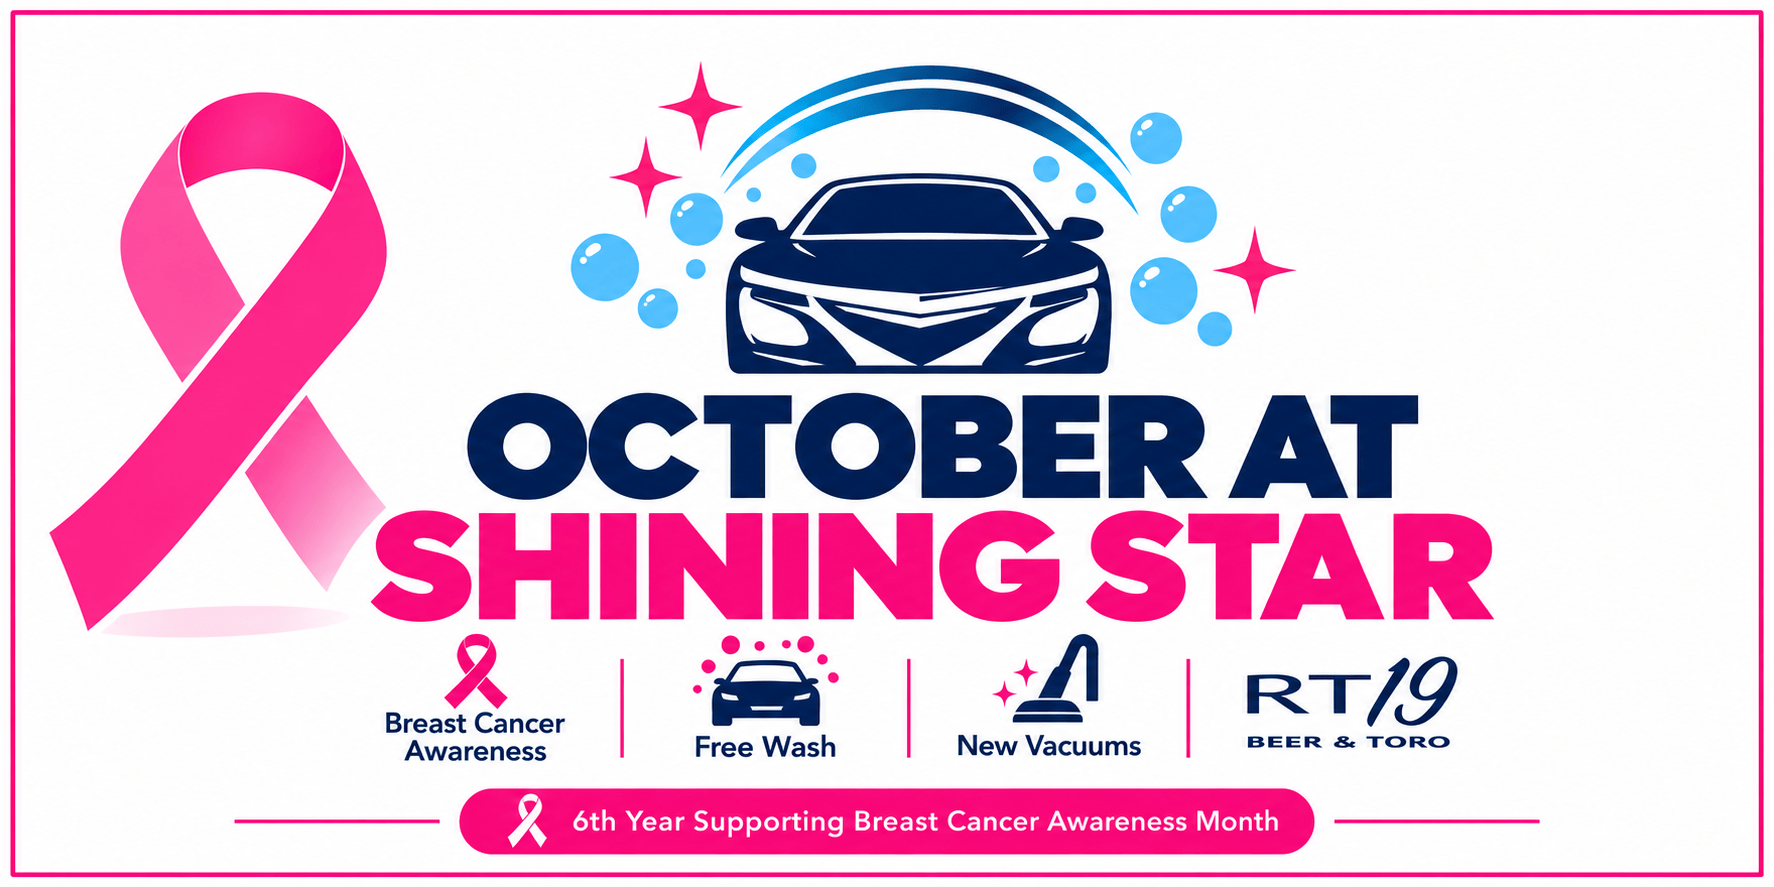 OCTOBER AT
SHINING STAR
Breast Cancer
Awareness
Free Wash
New Vacuums
RT19
BEER & TORO
6th Year Supporting Breast Cancer Awareness Month